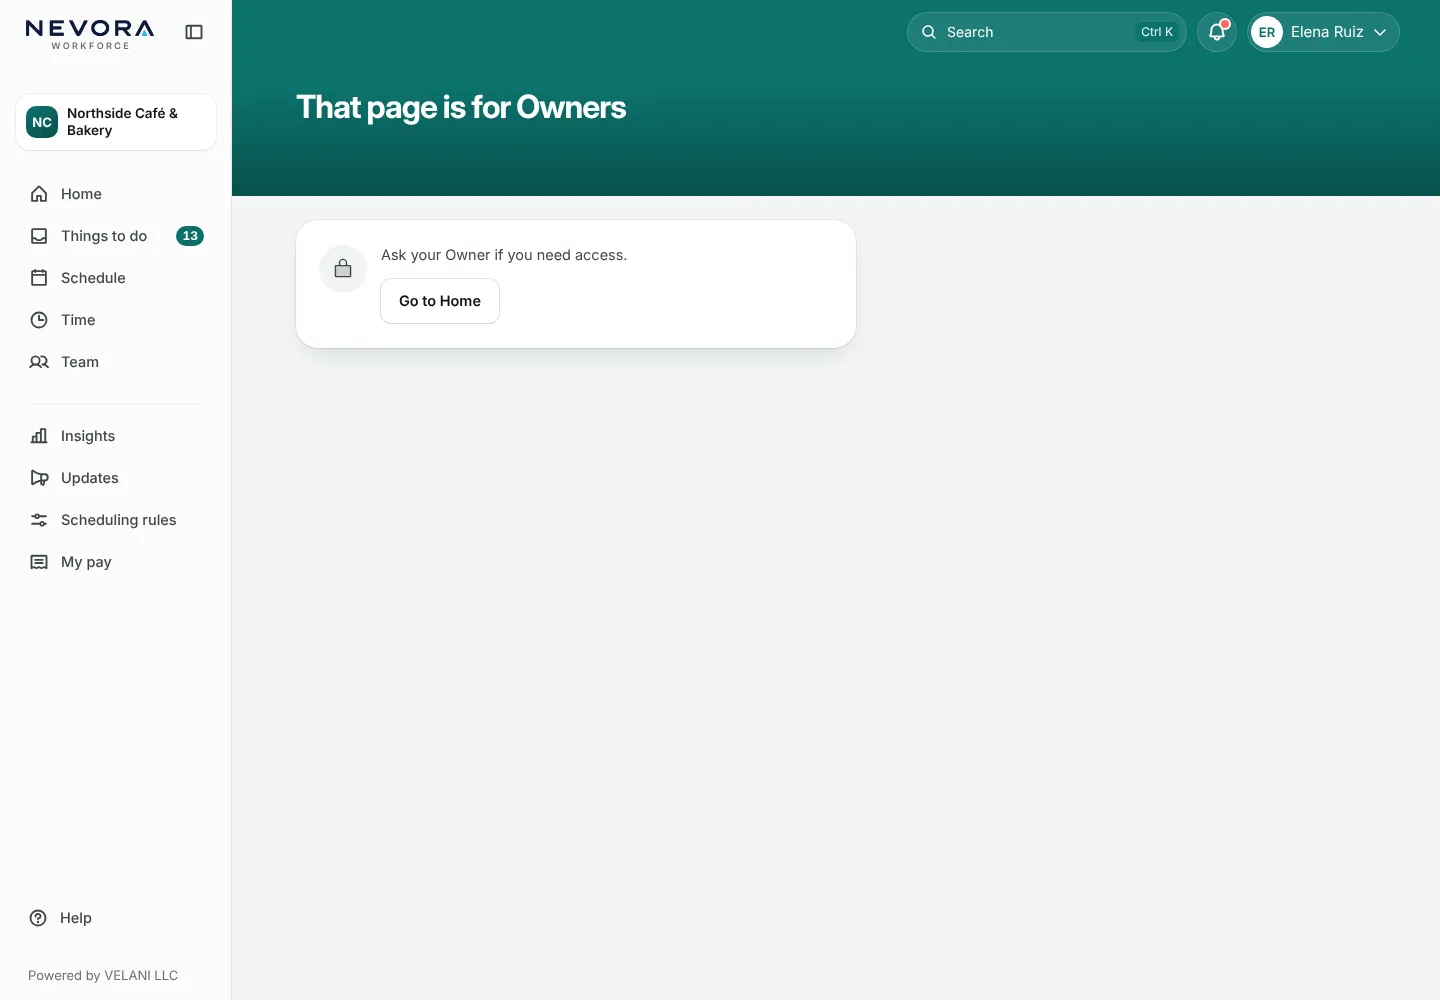 NEVORA
WORKFORCE
Search
Ctrl K
ER
Elena Ruiz
NC
Northside Café &
Bakery
That page is for Owners
Home
Things to do
13
Schedule
Time
Team
Insights
Updates
Scheduling rules
My pay
Ask your Owner if you need access.
Go to Home
Help
Powered by VELANI LLC